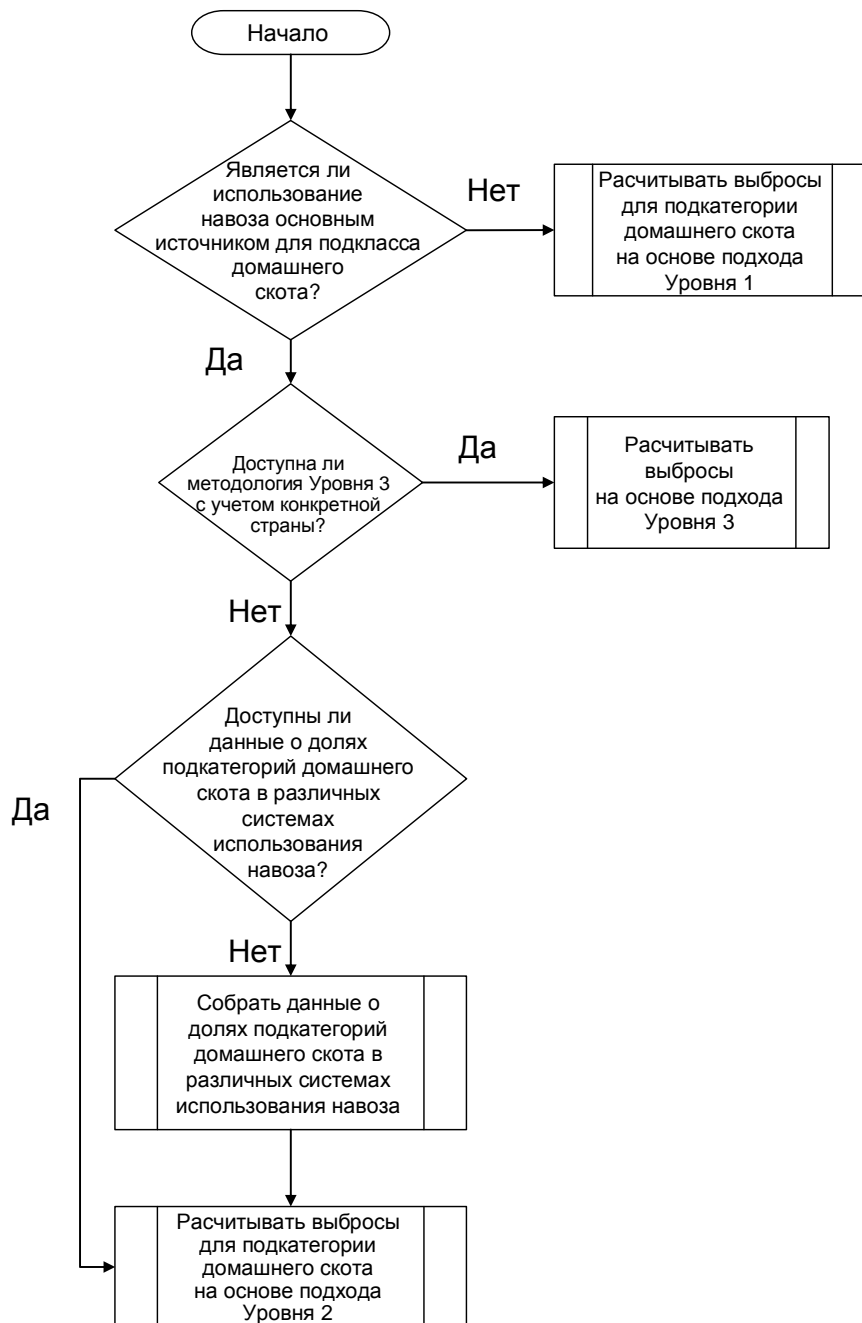 Начало
Является ли
использование
навоза основным
источником для подкласса
домашнего
скота?
Нет
Расчитывать выбросы
для подкатегории
домашнего скота
на основе подхода
Уровня 1
Да
Доступна ли
методология Уровня 3
с учетом конкретной
страны?
Да
Расчитывать
выбросы
на основе подхода
Уровня 3
Нет
Доступны ли
данные о долях
подкатегорий домашнего
скота в различных
системах
использования
навоза?
Да
Нет
Собрать данные о
долях подкатегорий
домашнего скота в
различных системах
использования навоза
Расчитывать выбросы
для подкатегории
домашнего скота
на основе подхода
Уровня 2